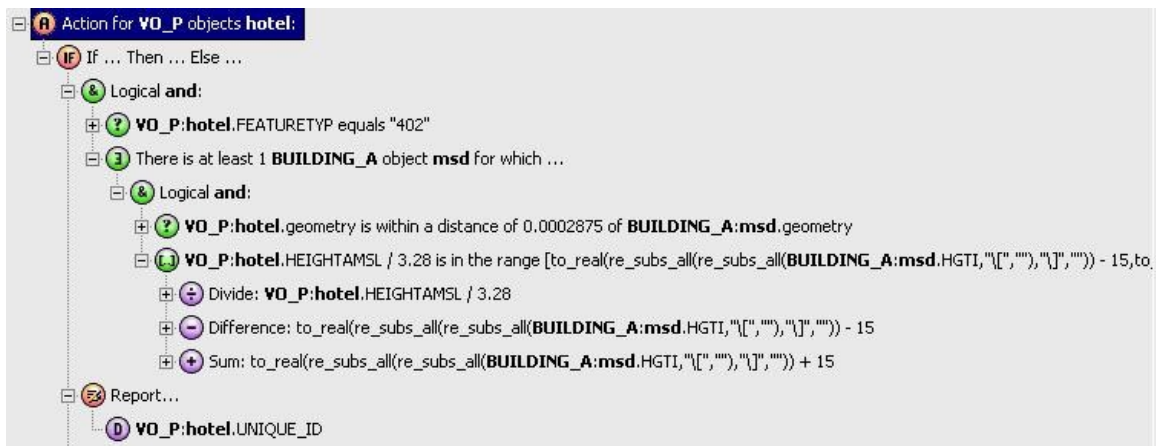 A Action for VO_P objects hotel:
IF If ... Then ... Else ...
& Logical and:
? VO_P:hotel.FEATURETYP equals "402"
∃ There is at least 1 BUILDING_A object msd for which ...
& Logical and:
? VO_P:hotel.geometry is within a distance of 0.0002875 of BUILDING_A:msd.geometry
[..] VO_P:hotel.HEIGHTAMSL / 3.28 is in the range [to_real(re_subs_all(re_subs_all(BUILDING_A:msd.HGTI,"\[",""),"\]","")) - 15,to_
÷ Divide: VO_P:hotel.HEIGHTAMSL / 3.28
- Difference: to_real(re_subs_all(re_subs_all(BUILDING_A:msd.HGTI,"\[",""),"\]","")) - 15
+ Sum: to_real(re_subs_all(re_subs_all(BUILDING_A:msd.HGTI,"\[",""),"\]","")) + 15
Report...
D VO_P:hotel.UNIQUE_ID